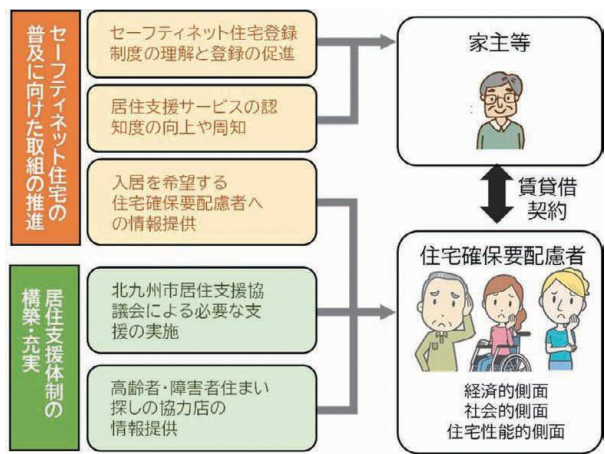 セーフティネット住宅の
普及に向けた取組の推進
セーフティネット住宅登録
制度の理解と登録の促進
居住支援サービスの認
知度の向上や周知
入居を希望する
住宅確保要配慮者へ
の情報提供
居住支援体制の
構築・充実
北九州市居住支援協
議会による必要な支
援の実施
高齢者・障害者住まい
探しの協力店の
情報提供
家主等
賃貸借
契約
住宅確保要配慮者
経済的側面
社会的側面
住宅性能的側面